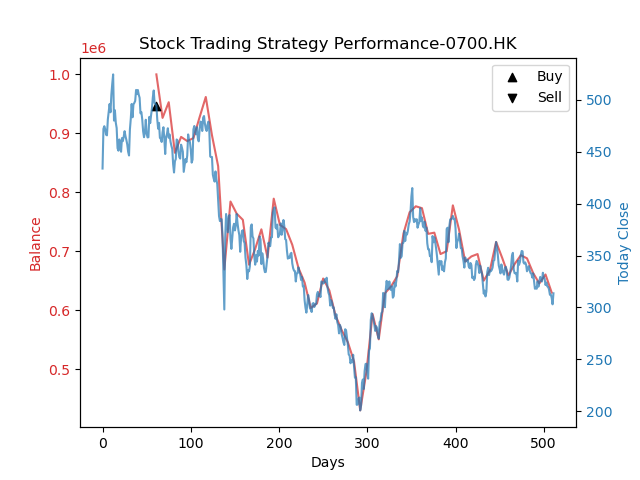 Stock Trading Strategy Performance-0700.HK
1e6
1.0
0.9
0.8
0.7
0.6
0.5
Balance
Buy
Sell
500
450
400
350
300
250
200
Today Close
0 100 200 300 400 500
Days